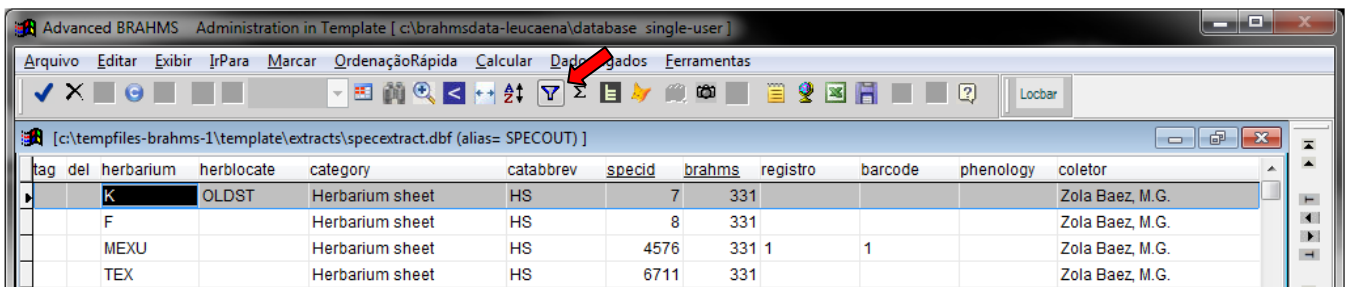 Advanced BRAHMS Administration in Template [ c:\brahmsdata-leucaena\database single-user ]
Arquivo Editar Exibir IrPara Marcar OrdenaçãoRápida Calcular Ferramentas
Locbar
[c:\tempfiles-brahms-1\template\extracts\specextract.dbf (alias= SPECOUT) ]
tag del herbarium herblocate category catabbrev specid brahms registro barcode phenology coletor
K OLDST Herbarium sheet HS 7 331 Zola Baez, M.G.
F Herbarium sheet HS 8 331 Zola Baez, M.G.
MEXU Herbarium sheet HS 4576 331 1 1 Zola Baez, M.G.
TEX Herbarium sheet HS 6711 331 Zola Baez, M.G.